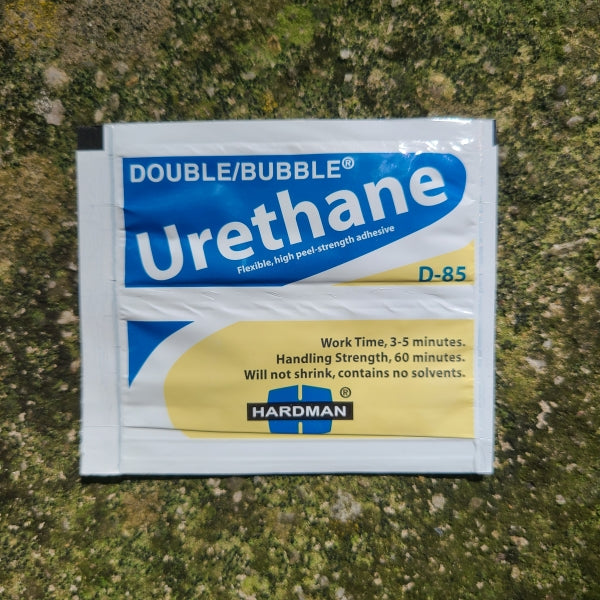 DOUBLE/BUBBLE®
Urethane
Flexible, high peel-strength adhesive
D-85
Work Time, 3-5 minutes.
Handling Strength, 60 minutes.
Will not shrink, contains no solvents.
HARDMAN®